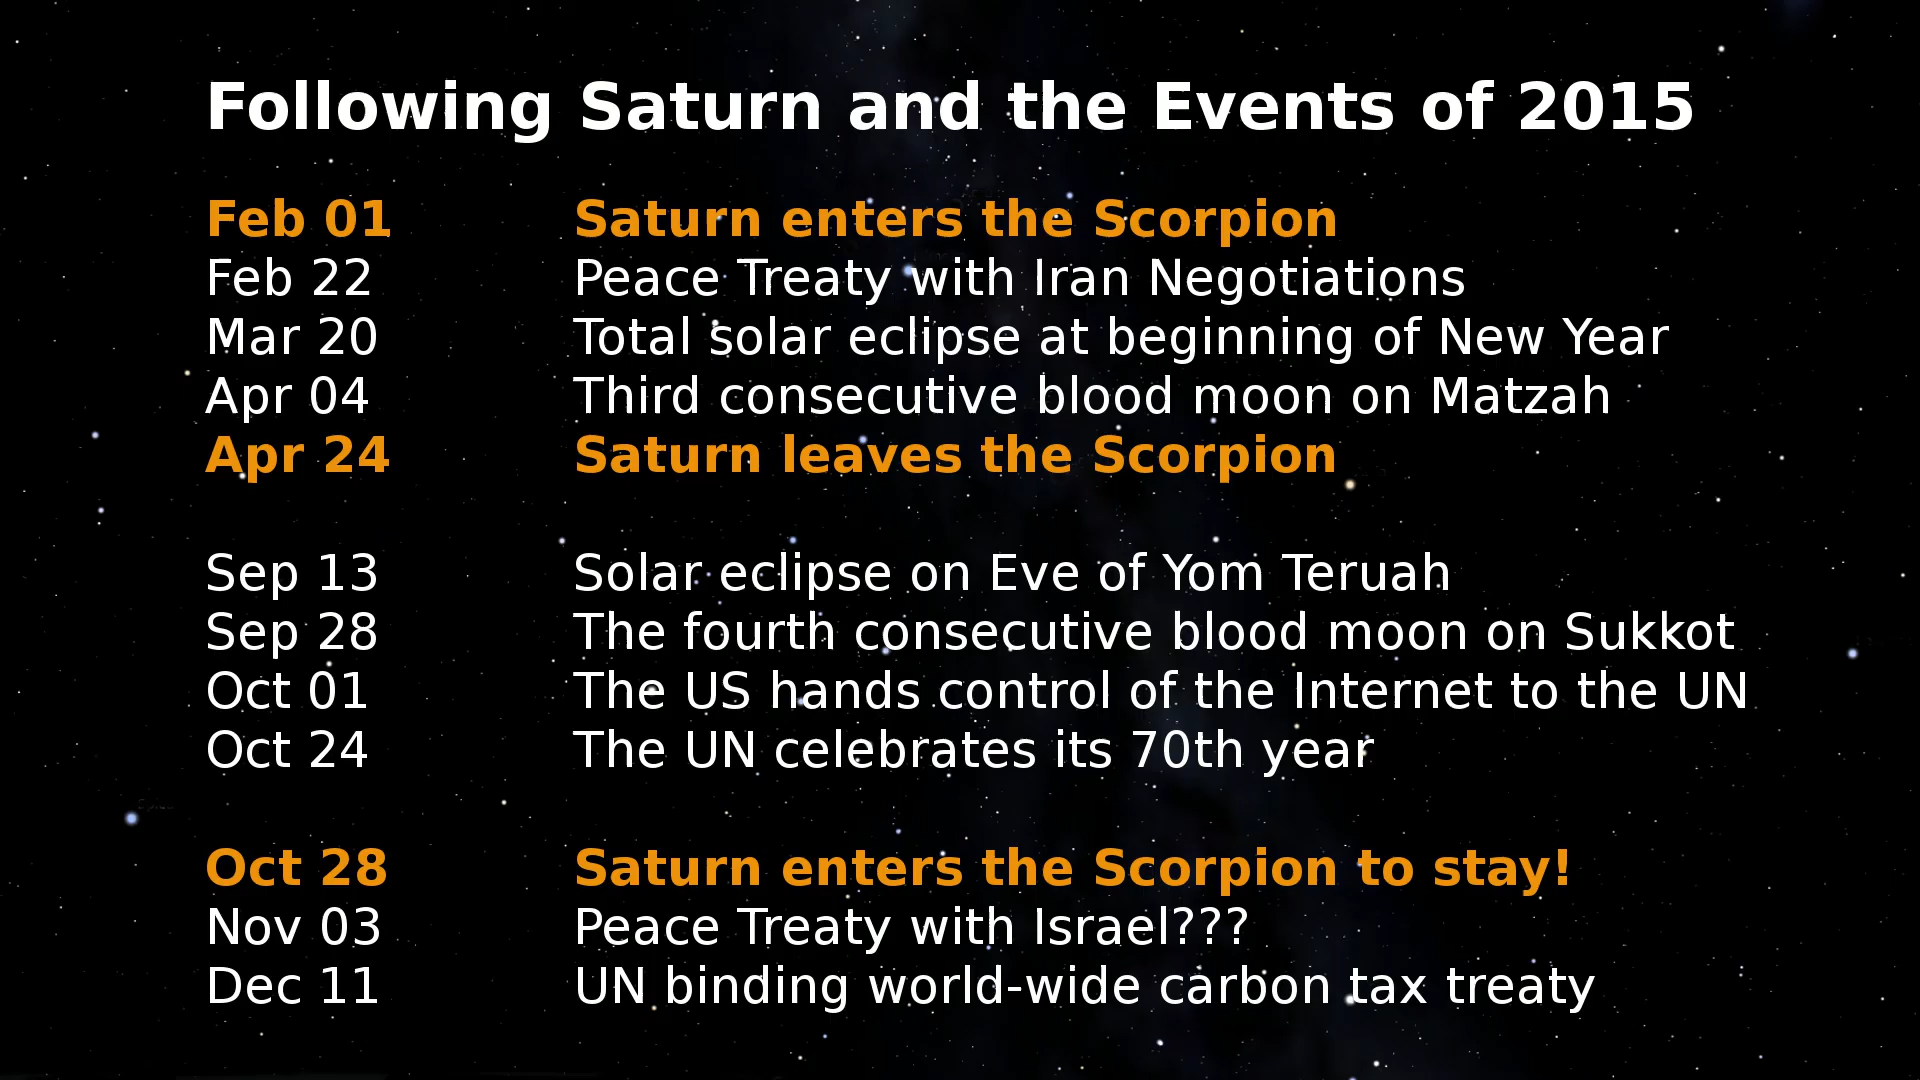 Following Saturn and the Events of 2015
Feb 01 Saturn enters the Scorpion
Feb 22 Peace Treaty with Iran Negotiations
Mar 20 Total solar eclipse at beginning of New Year
Apr 04 Third consecutive blood moon on Matzah
Apr 24 Saturn leaves the Scorpion
Sep 13 Solar eclipse on Eve of Yom Teruah
Sep 28 The fourth consecutive blood moon on Sukkot
Oct 01 The US hands control of the Internet to the UN
Oct 24 The UN celebrates its 70th year
Oct 28 Saturn enters the Scorpion to stay!
Nov 03 Peace Treaty with Israel???
Dec 11 UN binding world-wide carbon tax treaty